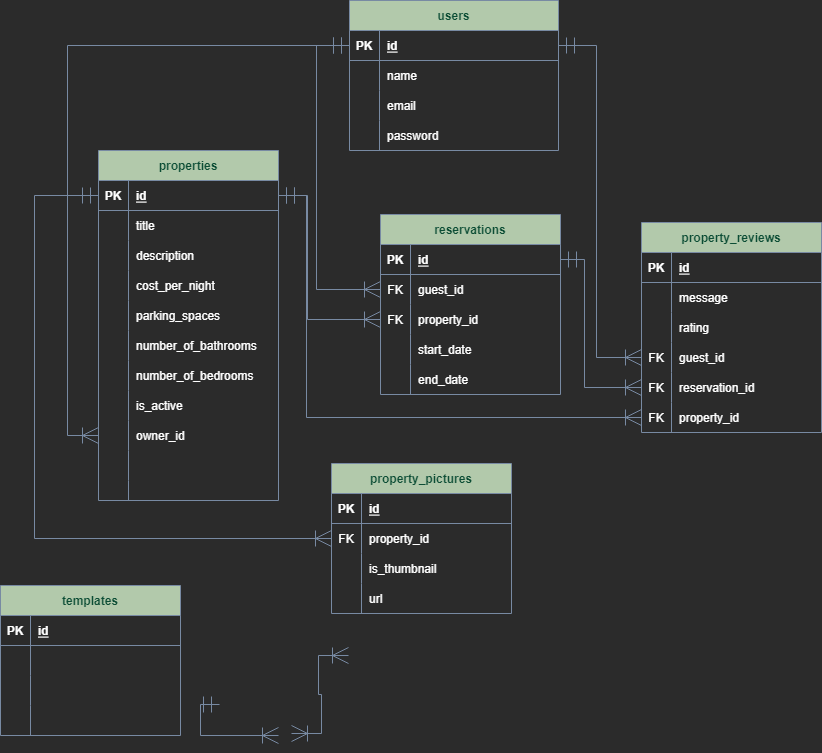 users
PK id
name
email
password
properties
PK id
title
description
cost_per_night
parking_spaces
number_of_bathrooms
number_of_bedrooms
is_active
owner_id
reservations
PK id
FK guest_id
FK property_id
start_date
end_date
property_reviews
PK id
message
rating
FK guest_id
FK reservation_id
FK property_id
property_pictures
PK id
FK property_id
is_thumbnail
url
templates
PK id